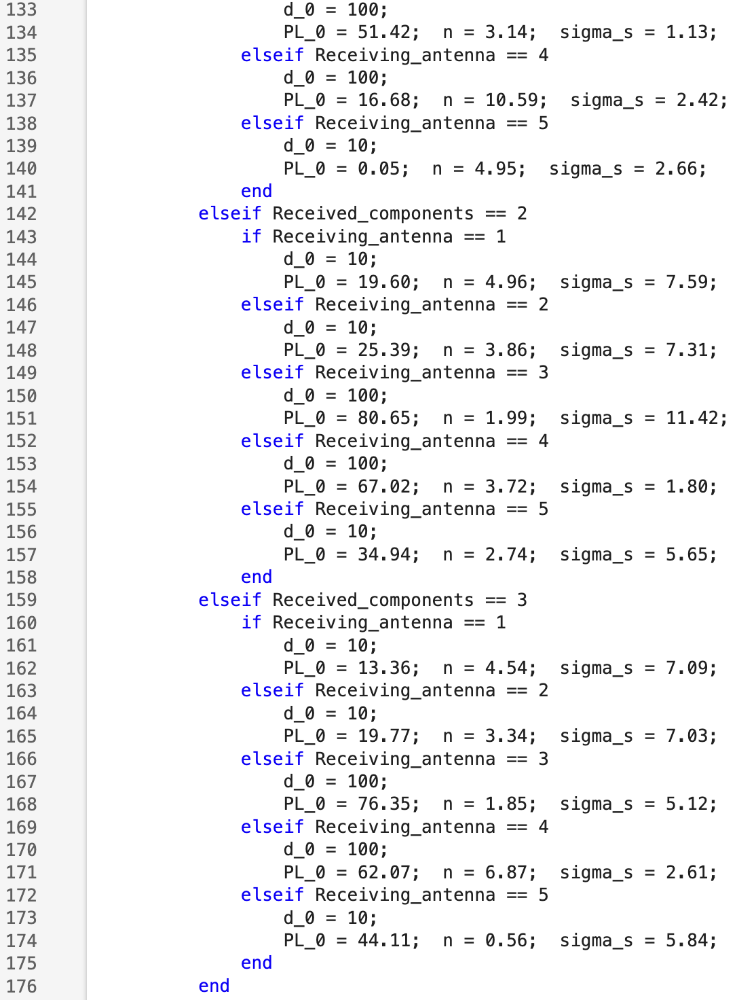 133 d_0 = 100;
134 PL_0 = 51.42; n = 3.14; sigma_s = 1.13;
135 elseif Receiving_antenna == 4
136 d_0 = 100;
137 PL_0 = 16.68; n = 10.59; sigma_s = 2.42;
138 elseif Receiving_antenna == 5
139 d_0 = 10;
140 PL_0 = 0.05; n = 4.95; sigma_s = 2.66;
141 end
142 elseif Received_components == 2
143 if Receiving_antenna == 1
144 d_0 = 10;
145 PL_0 = 19.60; n = 4.96; sigma_s = 7.59;
146 elseif Receiving_antenna == 2
147 d_0 = 10;
148 PL_0 = 25.39; n = 3.86; sigma_s = 7.31;
149 elseif Receiving_antenna == 3
150 d_0 = 100;
151 PL_0 = 80.65; n = 1.99; sigma_s = 11.42;
152 elseif Receiving_antenna == 4
153 d_0 = 100;
154 PL_0 = 67.02; n = 3.72; sigma_s = 1.80;
155 elseif Receiving_antenna == 5
156 d_0 = 10;
157 PL_0 = 34.94; n = 2.74; sigma_s = 5.65;
158 end
159 elseif Received_components == 3
160 if Receiving_antenna == 1
161 d_0 = 10;
162 PL_0 = 13.36; n = 4.54; sigma_s = 7.09;
163 elseif Receiving_antenna == 2
164 d_0 = 10;
165 PL_0 = 19.77; n = 3.34; sigma_s = 7.03;
166 elseif Receiving_antenna == 3
167 d_0 = 100;
168 PL_0 = 76.35; n = 1.85; sigma_s = 5.12;
169 elseif Receiving_antenna == 4
170 d_0 = 100;
171 PL_0 = 62.07; n = 6.87; sigma_s = 2.61;
172 elseif Receiving_antenna == 5
173 d_0 = 10;
174 PL_0 = 44.11; n = 0.56; sigma_s = 5.84;
175 end
176 end